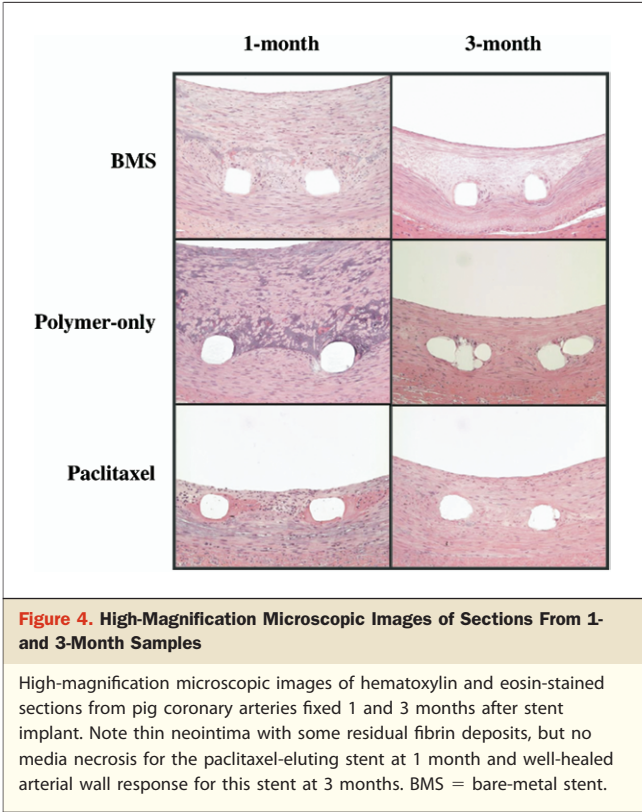 1-month 3-month
BMS
Polymer-only
Paclitaxel
Figure 4. High-Magnification Microscopic Images of Sections From 1-
and 3-Month Samples
High-magnification microscopic images of hematoxylin and eosin-stained
sections from pig coronary arteries fixed 1 and 3 months after stent
implant. Note thin neointima with some residual fibrin deposits, but no
media necrosis for the paclitaxel-eluting stent at 1 month and well-healed
arterial wall response for this stent at 3 months. BMS = bare-metal stent.